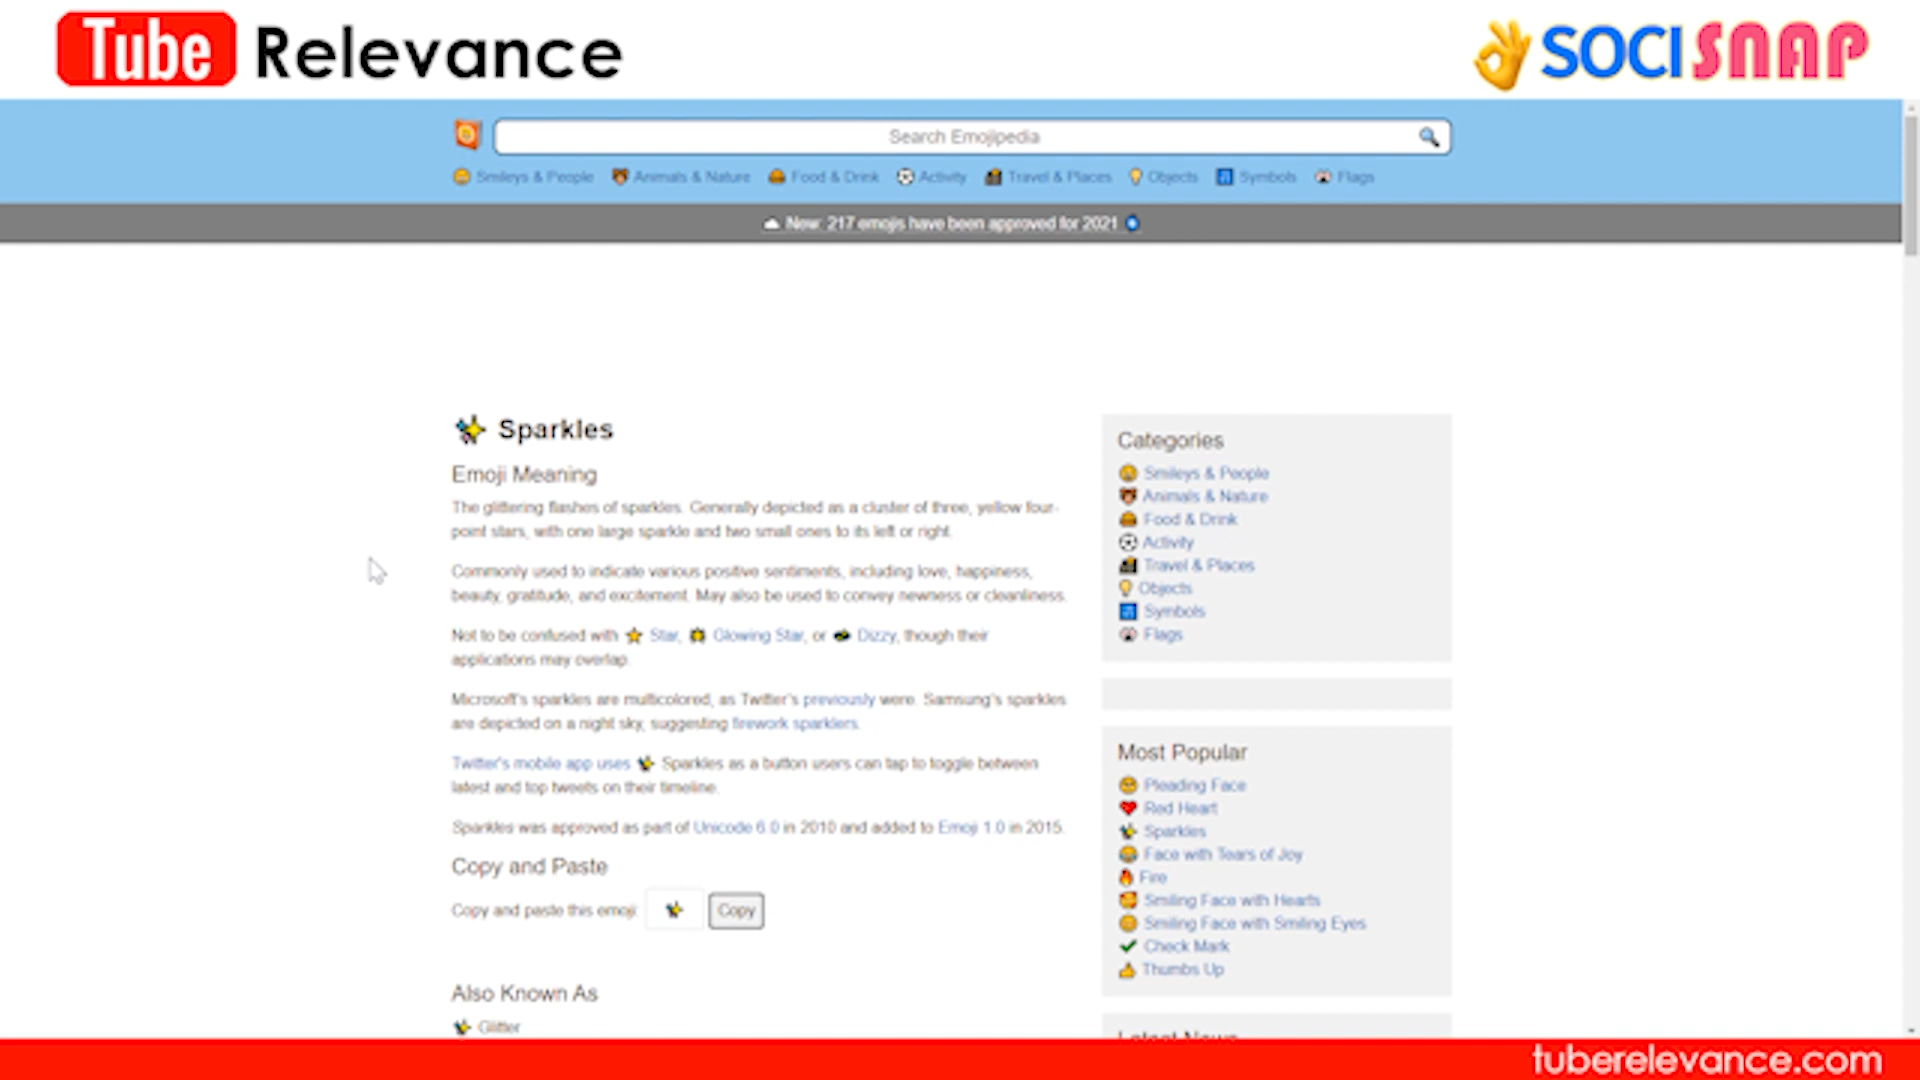 Tube Relevance
SOCISNAP
Search Emojipedia
Smileys & People Animals & Nature Food & Drink Activity Travel & Places Objects Symbols Flags
New: 217 emojis have been approved for 2021
Sparkles
Emoji Meaning
The glittering flashes of sparkles. Generally depicted as a cluster of three, yellow four-
point stars, with one large sparkle and two small ones to its left or right.
Commonly used to indicate various positive sentiments, including love, happiness,
beauty, gratitude, and excitement. May also be used to convey newness or cleanliness.
Not to be confused with Star, Glowing Star, or Dizzy, though their
applications may overlap.
Microsoft's sparkles are multicolored, as Twitter's previously were. Samsung's sparkles
are depicted on a night sky, suggesting firework sparklers.
Twitter's mobile app uses Sparkles as a button users can tap to toggle between
latest and top tweets on their timeline.
Sparkles was approved as part of Unicode 6.0 in 2010 and added to Emoji 1.0 in 2015.
Copy and Paste
Copy and paste this emoji: Copy
Also Known As
Glitter
Categories
Smileys & People
Animals & Nature
Food & Drink
Activity
Travel & Places
Objects
Symbols
Flags
Most Popular
Pleading Face
Red Heart
Sparkles
Face with Tears of Joy
Fire
Smiling Face with Hearts
Smiling Face with Smiling Eyes
Check Mark
Thumbs Up
Latest News
tuberelevance.com